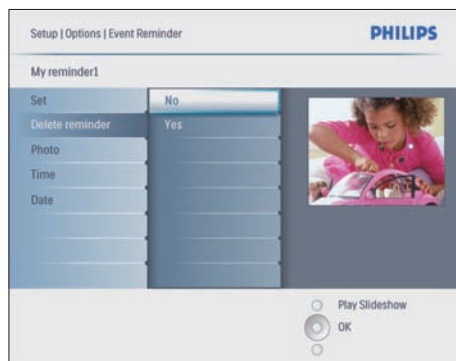 Setup | Options | Event Reminder
PHILIPS
My reminder1
Set
No
Delete reminder
Yes
Photo
Time
Date
Play Slideshow
OK